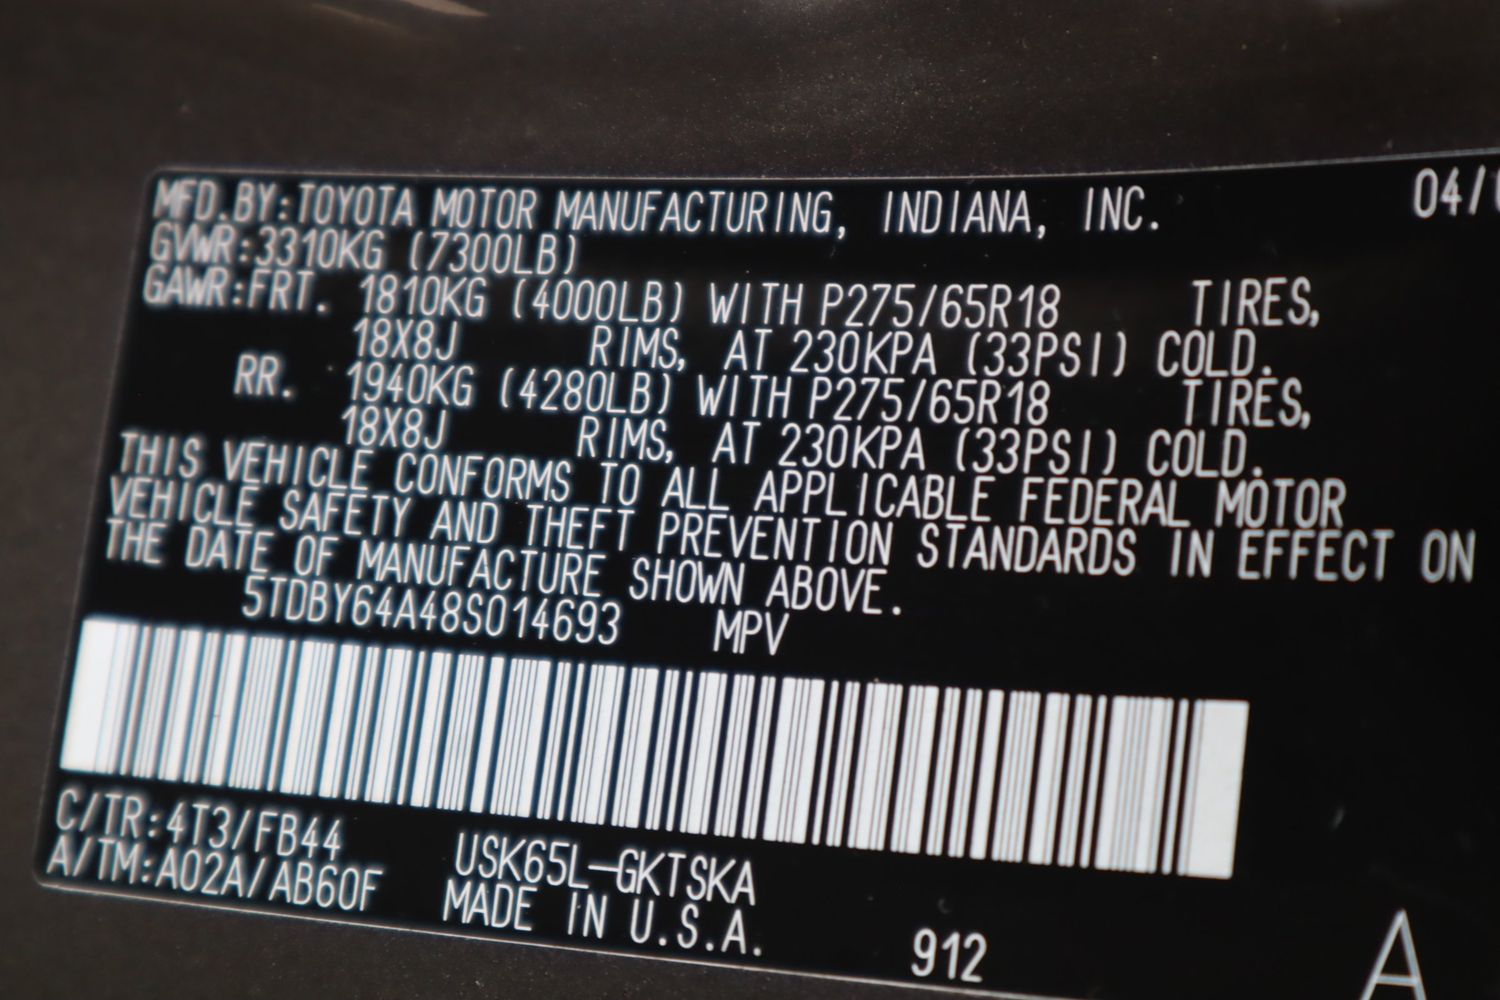 MFD.BY:TOYOTA MOTOR MANUFACTURING, INDIANA, INC. 04/
GVWR:3310KG (7300LB)
GAWR:FRT. 1810KG (4000LB) WITH P275/65R18 TIRES,
18X8J RIMS, AT 230KPA (33PSI) COLD.
RR. 1940KG (4280LB) WITH P275/65R18 TIRES,
18X8J RIMS, AT 230KPA (33PSI) COLD.
THIS VEHICLE CONFORMS TO ALL APPLICABLE FEDERAL MOTOR
VEHICLE SAFETY AND THEFT PREVENTION STANDARDS IN EFFECT ON
THE DATE OF MANUFACTURE SHOWN ABOVE.
5TDBY64A48S014693 MPV
C/TR:4T3/FB44 USK65L-GKTSKA
A/TM:A02A/AB60F MADE IN U.S.A. 912 A